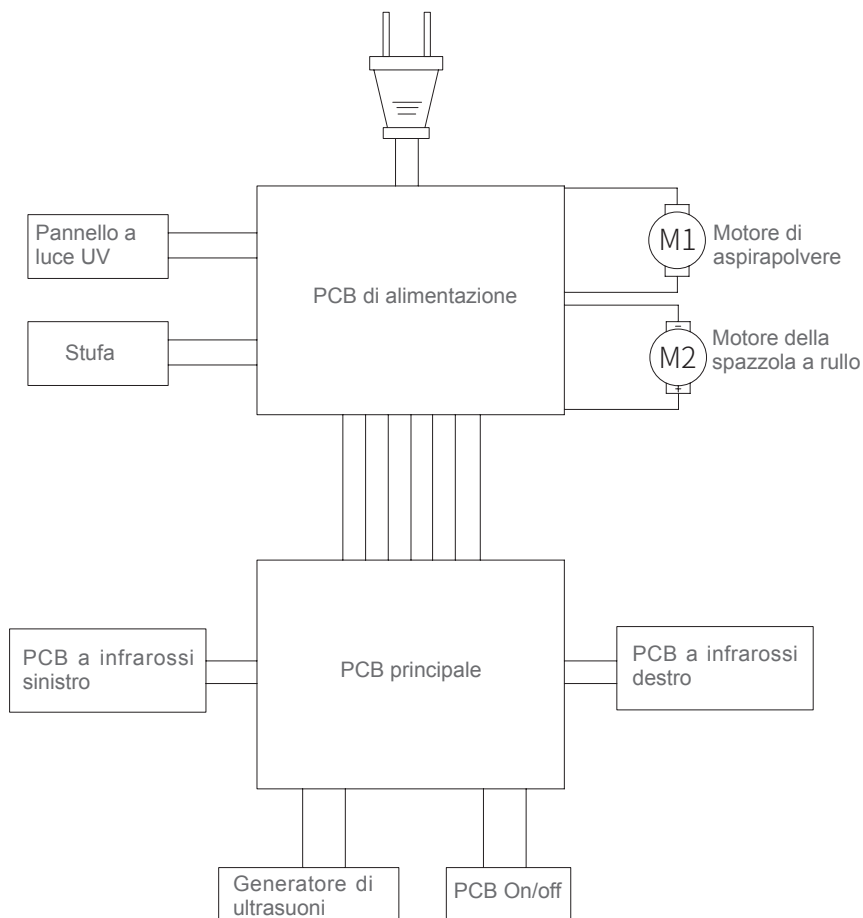 Pannello a
luce UV
PCB di alimentazione
M1
Motore di
aspirapolvere
Stufa
−
M2
+
Motore della
spazzola a rullo
PCB a infrarossi
sinistro
PCB principale
PCB a infrarossi
destro
Generatore di
ultrasuoni
PCB On/off